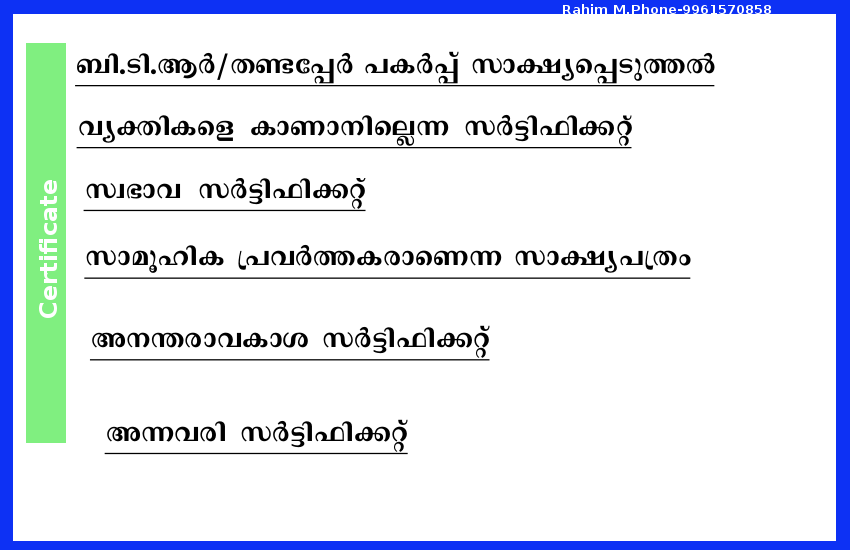 Rahim M.Phone-9961570858
ബി.ടി.ആർ/തണ്ടപ്പേർ പകർപ്പ് സാക്ഷ്യപ്പെടുത്തൽ
വ്യക്തികളെ കാണാനില്ലെന്ന സർട്ടിഫിക്കറ്റ്
സ്വഭാവ സർട്ടിഫിക്കറ്റ്
സാമൂഹിക പ്രവർത്തകരാണെന്ന സാക്ഷ്യപത്രം
അനന്തരാവകാശ സർട്ടിഫിക്കറ്റ്
അന്നവരി സർട്ടിഫിക്കറ്റ്
Certificate